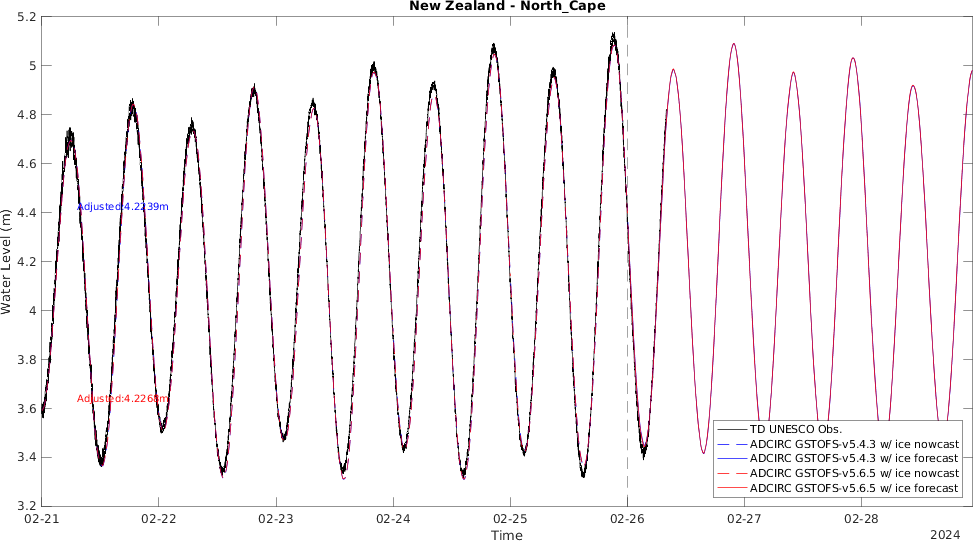 New Zealand - North_Cape
5.2
5
4.8
4.6
4.4
4.2
4
3.8
3.6
3.4
3.2
Water Level (m)
Adjusted:4.2239m
Adjusted:4.2268m
TD UNESCO Obs.
ADCIRC GSTOFS-v5.4.3 w/ ice nowcast
ADCIRC GSTOFS-v5.4.3 w/ ice forecast
ADCIRC GSTOFS-v5.6.5 w/ ice nowcast
ADCIRC GSTOFS-v5.6.5 w/ ice forecast
02-21 02-22 02-23 02-24 02-25 02-26 02-27 02-28
Time
2024